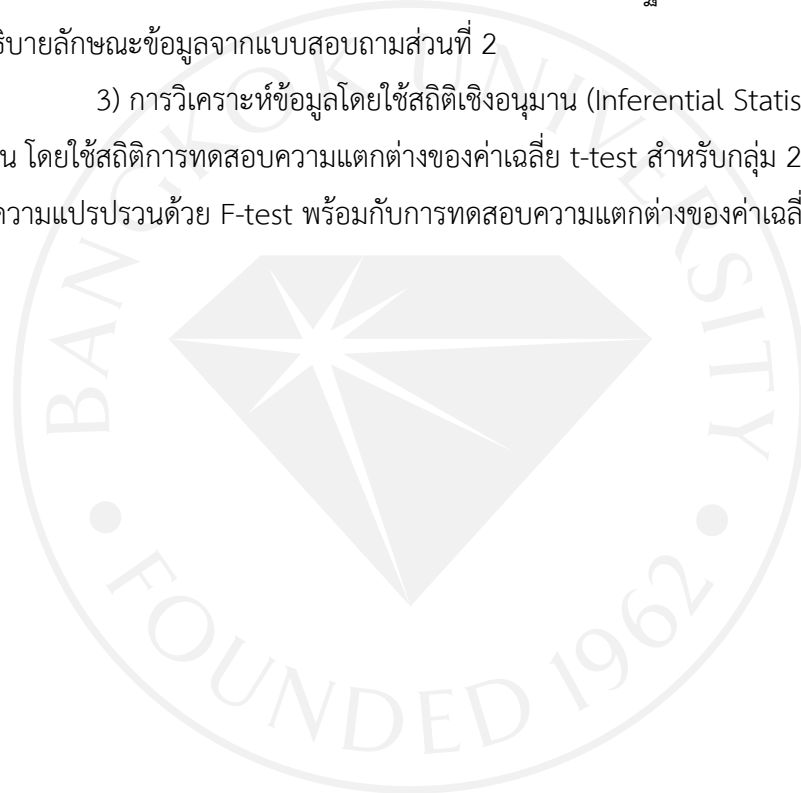 ธิบายลักษณะข้อมูลจากแบบสอบถามส่วนที่ 2
3) การวิเคราะห์ข้อมูลโดยใช้สถิติเชิงอนุมาน (Inferential Statis
น โดยใช้สถิติการทดสอบความแตกต่างของค่าเฉลี่ย t-test สำหรับกลุ่ม 2
ความแปรปรวนด้วย F-test พร้อมกับการทดสอบความแตกต่างของค่าเฉลี่
BANGKOK UNIVERSITY
FOUNDED 1962